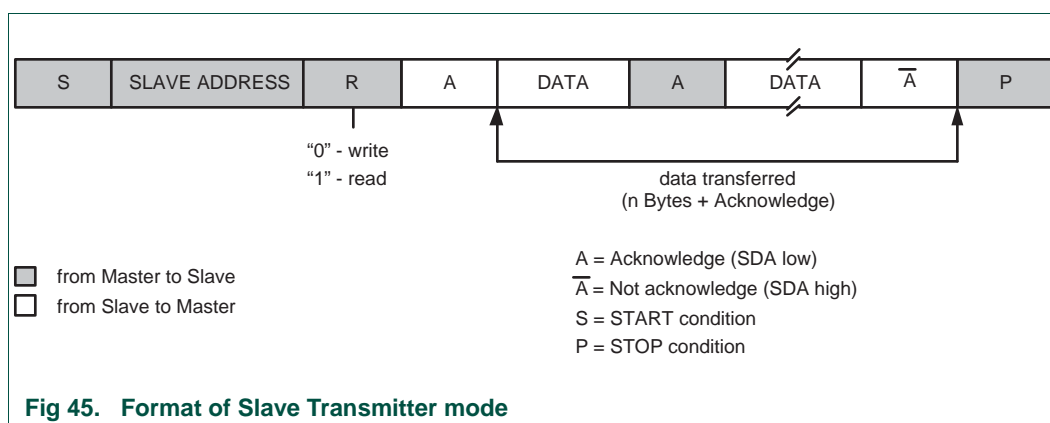 S SLAVE ADDRESS R A DATA A DATA A̅ P
“0” - write
“1” - read
data transferred
(n Bytes + Acknowledge)
from Master to Slave
from Slave to Master
A = Acknowledge (SDA low)
A̅ = Not acknowledge (SDA high)
S = START condition
P = STOP condition
Fig 45. Format of Slave Transmitter mode